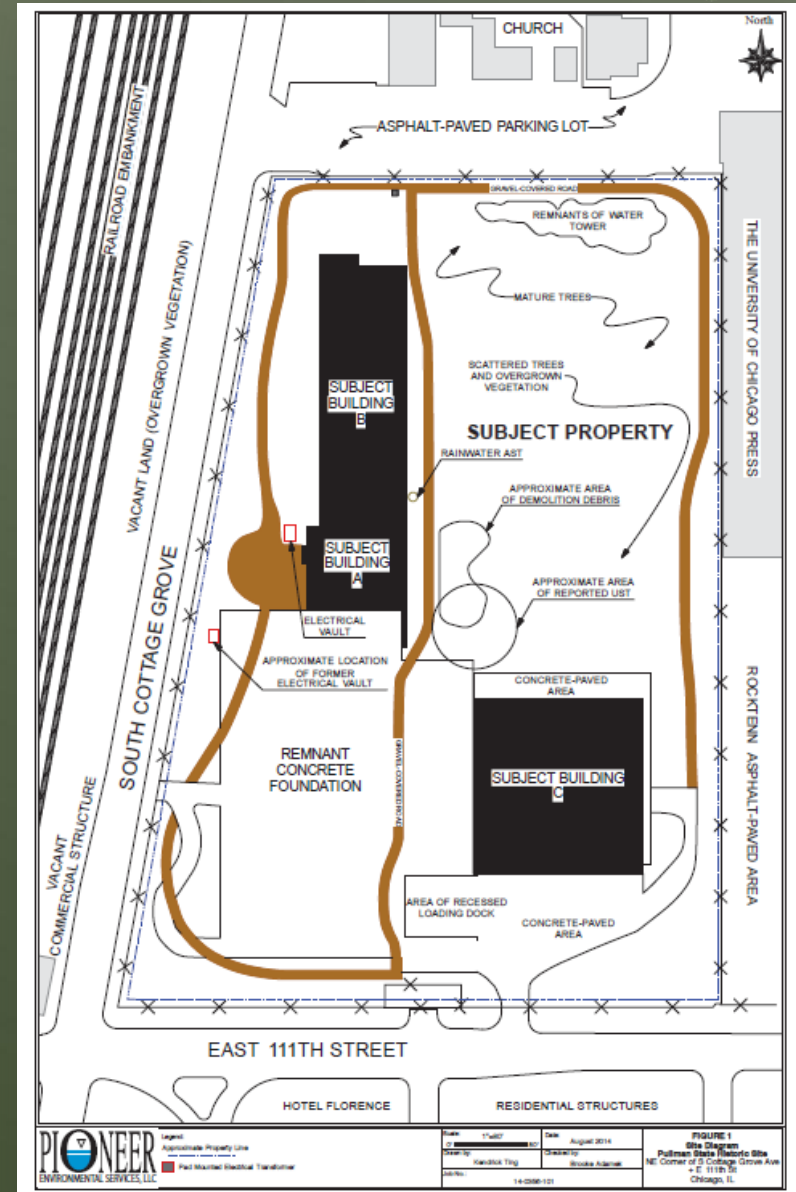 CHURCH
North
ASPHALT-PAVED PARKING LOT
RAILROAD EMBANKMENT
GRAVEL-COVERED ROAD
REMNANTS OF WATER
TOWER
MATURE TREES
VACANT LAND (OVERGROWN VEGETATION)
THE UNIVERSITY OF CHICAGO PRESS
SCATTERED TREES
AND OVERGROWN
VEGETATION
SUBJECT
BUILDING
B
SUBJECT PROPERTY
RAINWATER AST
APPROXIMATE AREA
OF DEMOLITION DEBRIS
SUBJECT
BUILDING
A
APPROXIMATE AREA
OF REPORTED UST
ELECTRICAL
VAULT
APPROXIMATE LOCATION
OF FORMER
ELECTRICAL VAULT
SOUTH COTTAGE GROVE
CONCRETE-PAVED
AREA
REMNANT
CONCRETE
FOUNDATION
GRAVEL-COVERED ROAD
SUBJECT BUILDING
C
ROCKTENN ASPHALT-PAVED AREA
VACANT
COMMERCIAL STRUCTURE
AREA OF RECESSED
LOADING DOCK
CONCRETE-PAVED
AREA
EAST 111TH STREET
HOTEL FLORENCE
RESIDENTIAL STRUCTURES
PIONEER
ENVIRONMENTAL SERVICES, LLC
Legend:
Approximate Property Line
Pad Mounted Electrical Transformer
Scale: 1"=80'
0' 80'
Date: August 2014
Drawn by: Kendrick Ting
Checked by: Brooke Adamek
Job No.:
FIGURE 1
Site Diagram
Pullman State Historic Site
NE Corner of S Cottage Grove Ave
+ E 111th St
Chicago, IL